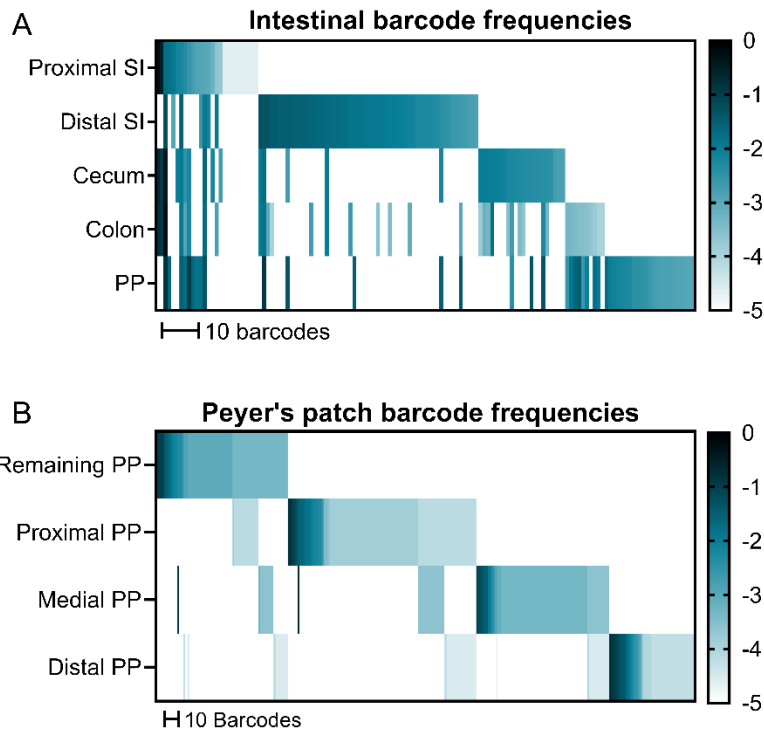 A
Intestinal barcode frequencies
Proximal SI
Distal SI
Cecum
Colon
PP
0
-1
-2
-3
-4
-5
10 barcodes
B
Peyer's patch barcode frequencies
Remaining PP
Proximal PP
Medial PP
Distal PP
0
-1
-2
-3
-4
-5
10 Barcodes